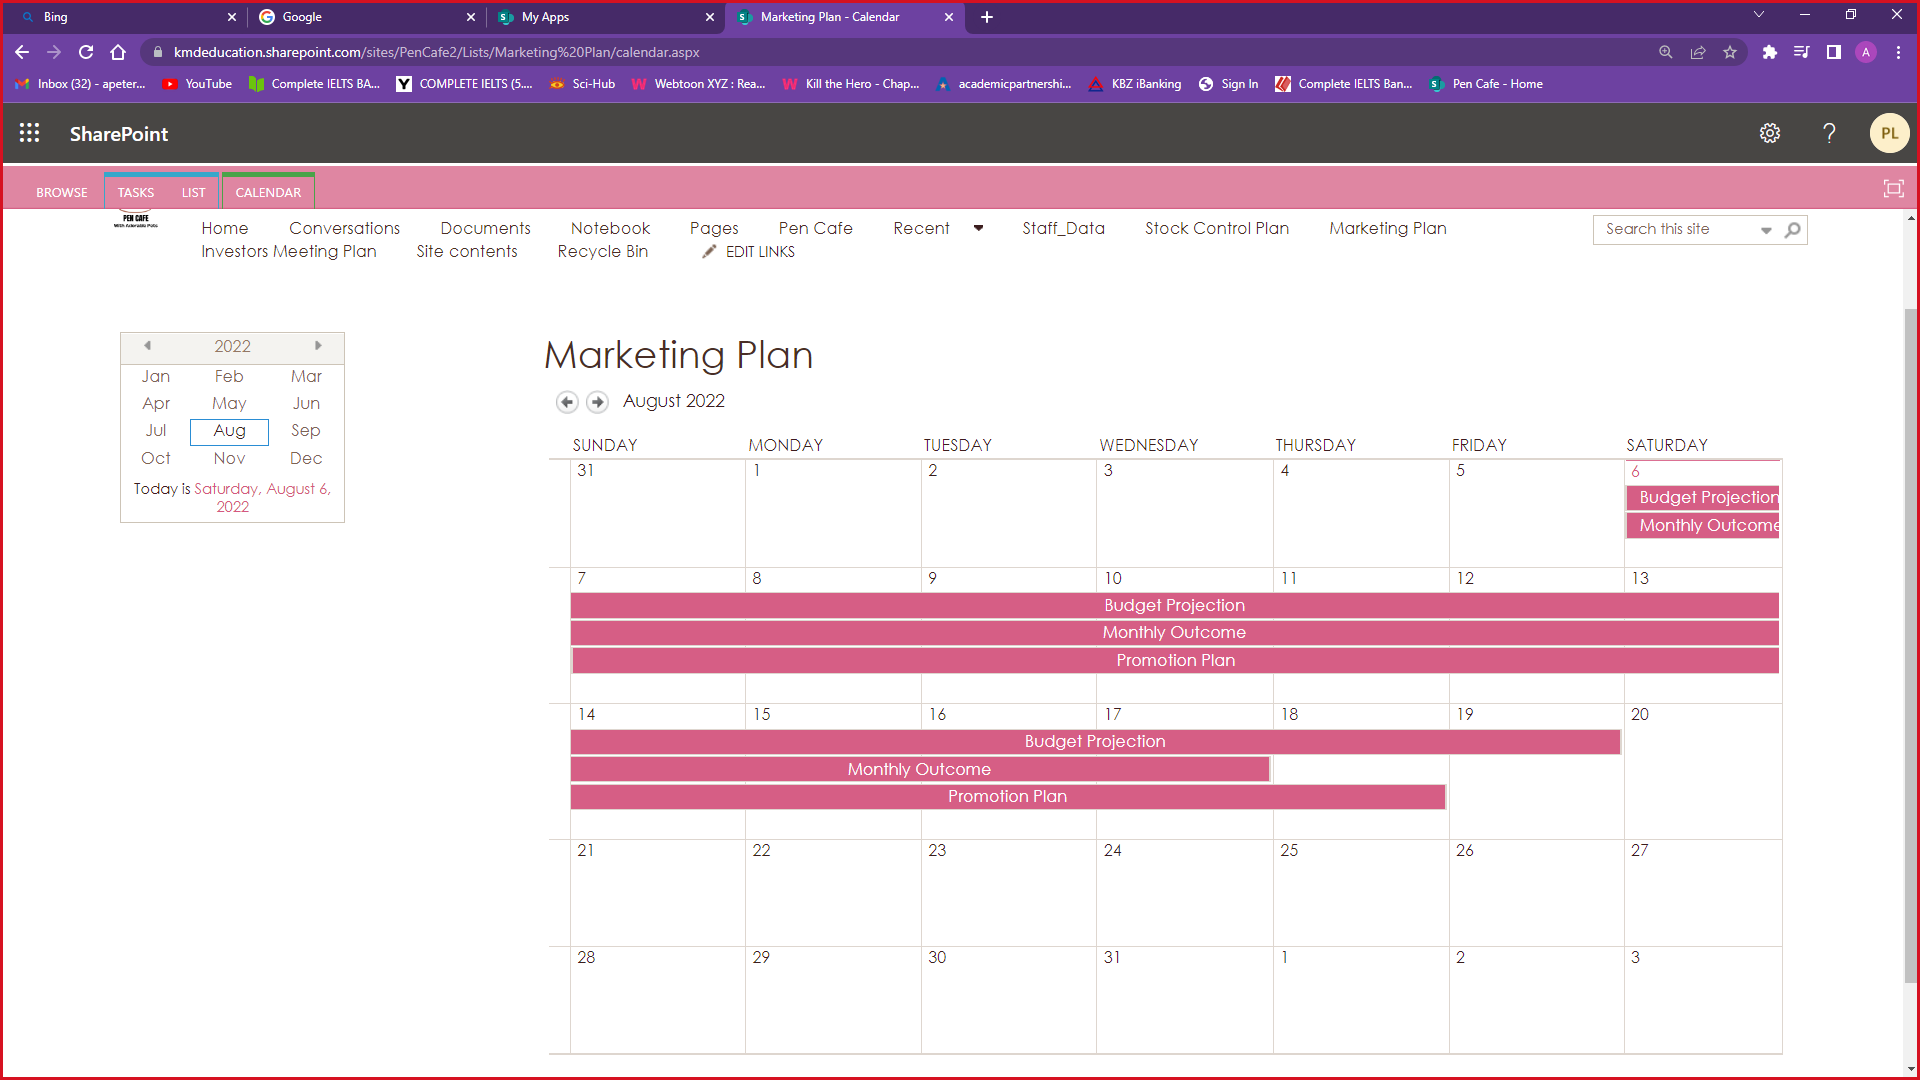 Bing
Google
My Apps
Marketing Plan - Calendar
kmdeducation.sharepoint.com/sites/PenCafe2/Lists/Marketing%20Plan/calendar.aspx
A
Inbox (32) - apeter...
YouTube
Complete IELTS BA...
COMPLETE IELTS (5....
Sci-Hub
Webtoon XYZ : Rea...
Kill the Hero - Chap...
academicpartnershi...
KBZ iBanking
Sign In
Complete IELTS Ban...
Pen Cafe - Home
SharePoint
?
PL
BROWSE
TASKS
LIST
CALENDAR
PEN CAFE
With Adorable Pets
Home
Conversations
Documents
Notebook
Pages
Pen Cafe
Recent
Staff_Data
Stock Control Plan
Marketing Plan
Search this site
Investors Meeting Plan
Site contents
Recycle Bin
EDIT LINKS
2022
Jan Feb Mar
Apr May Jun
Jul Aug Sep
Oct Nov Dec
Today is Saturday, August 6,
2022
Marketing Plan
August 2022
SUNDAY MONDAY TUESDAY WEDNESDAY THURSDAY FRIDAY SATURDAY
31 1 2 3 4 5 6
Budget Projection
Monthly Outcome
7 8 9 10 11 12 13
Budget Projection
Monthly Outcome
Promotion Plan
14 15 16 17 18 19 20
Budget Projection
Monthly Outcome
Promotion Plan
21 22 23 24 25 26 27
28 29 30 31 1 2 3